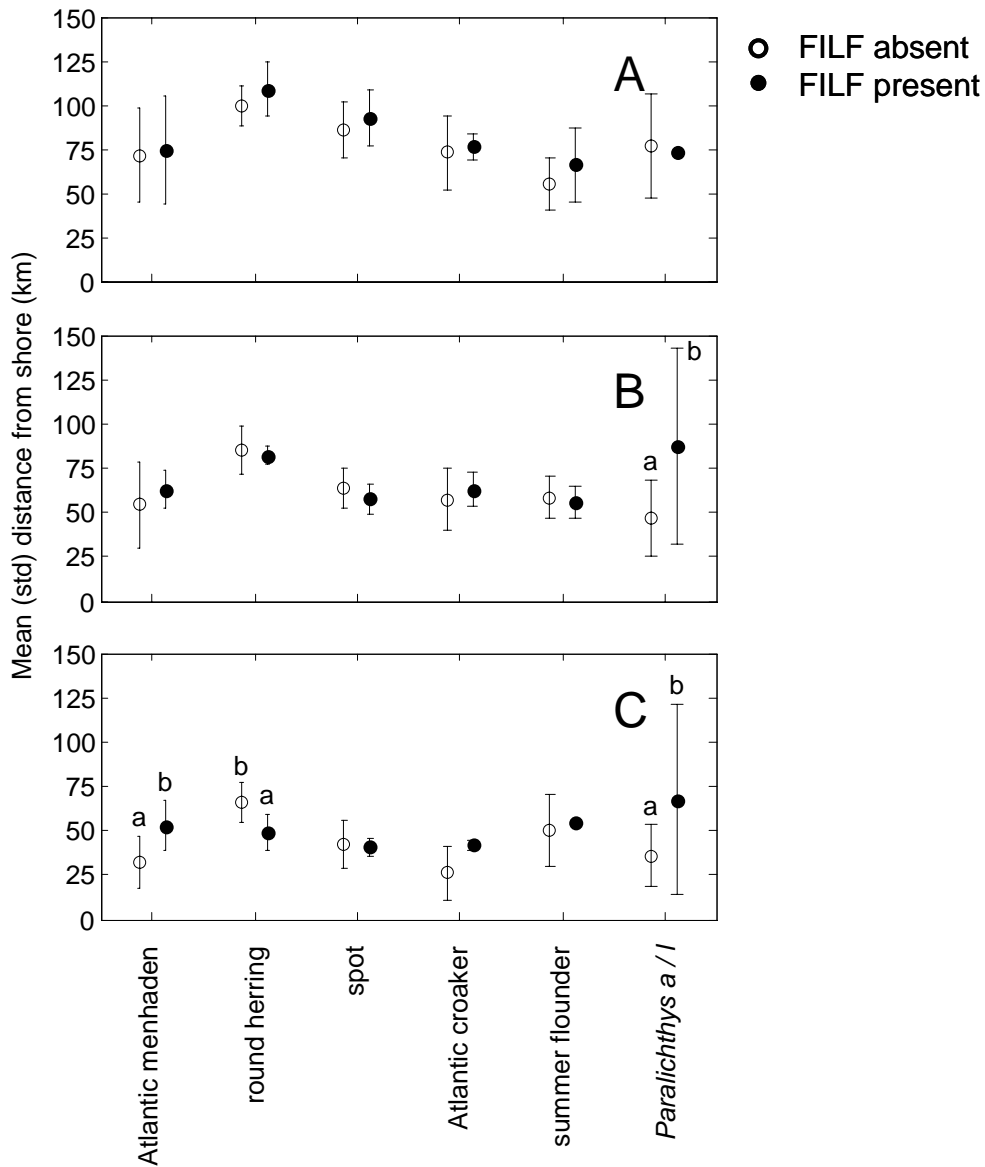 FILF absent
FILF present
Mean (std) distance from shore (km)
A
150
125
100
75
50
25
0
B
150
125
100
75
50
25
0
a
b
C
150
125
100
75
50
25
0
a
b
b
a
a
b
Atlantic menhaden
round herring
spot
Atlantic croaker
summer flounder
Paralichthys a / l